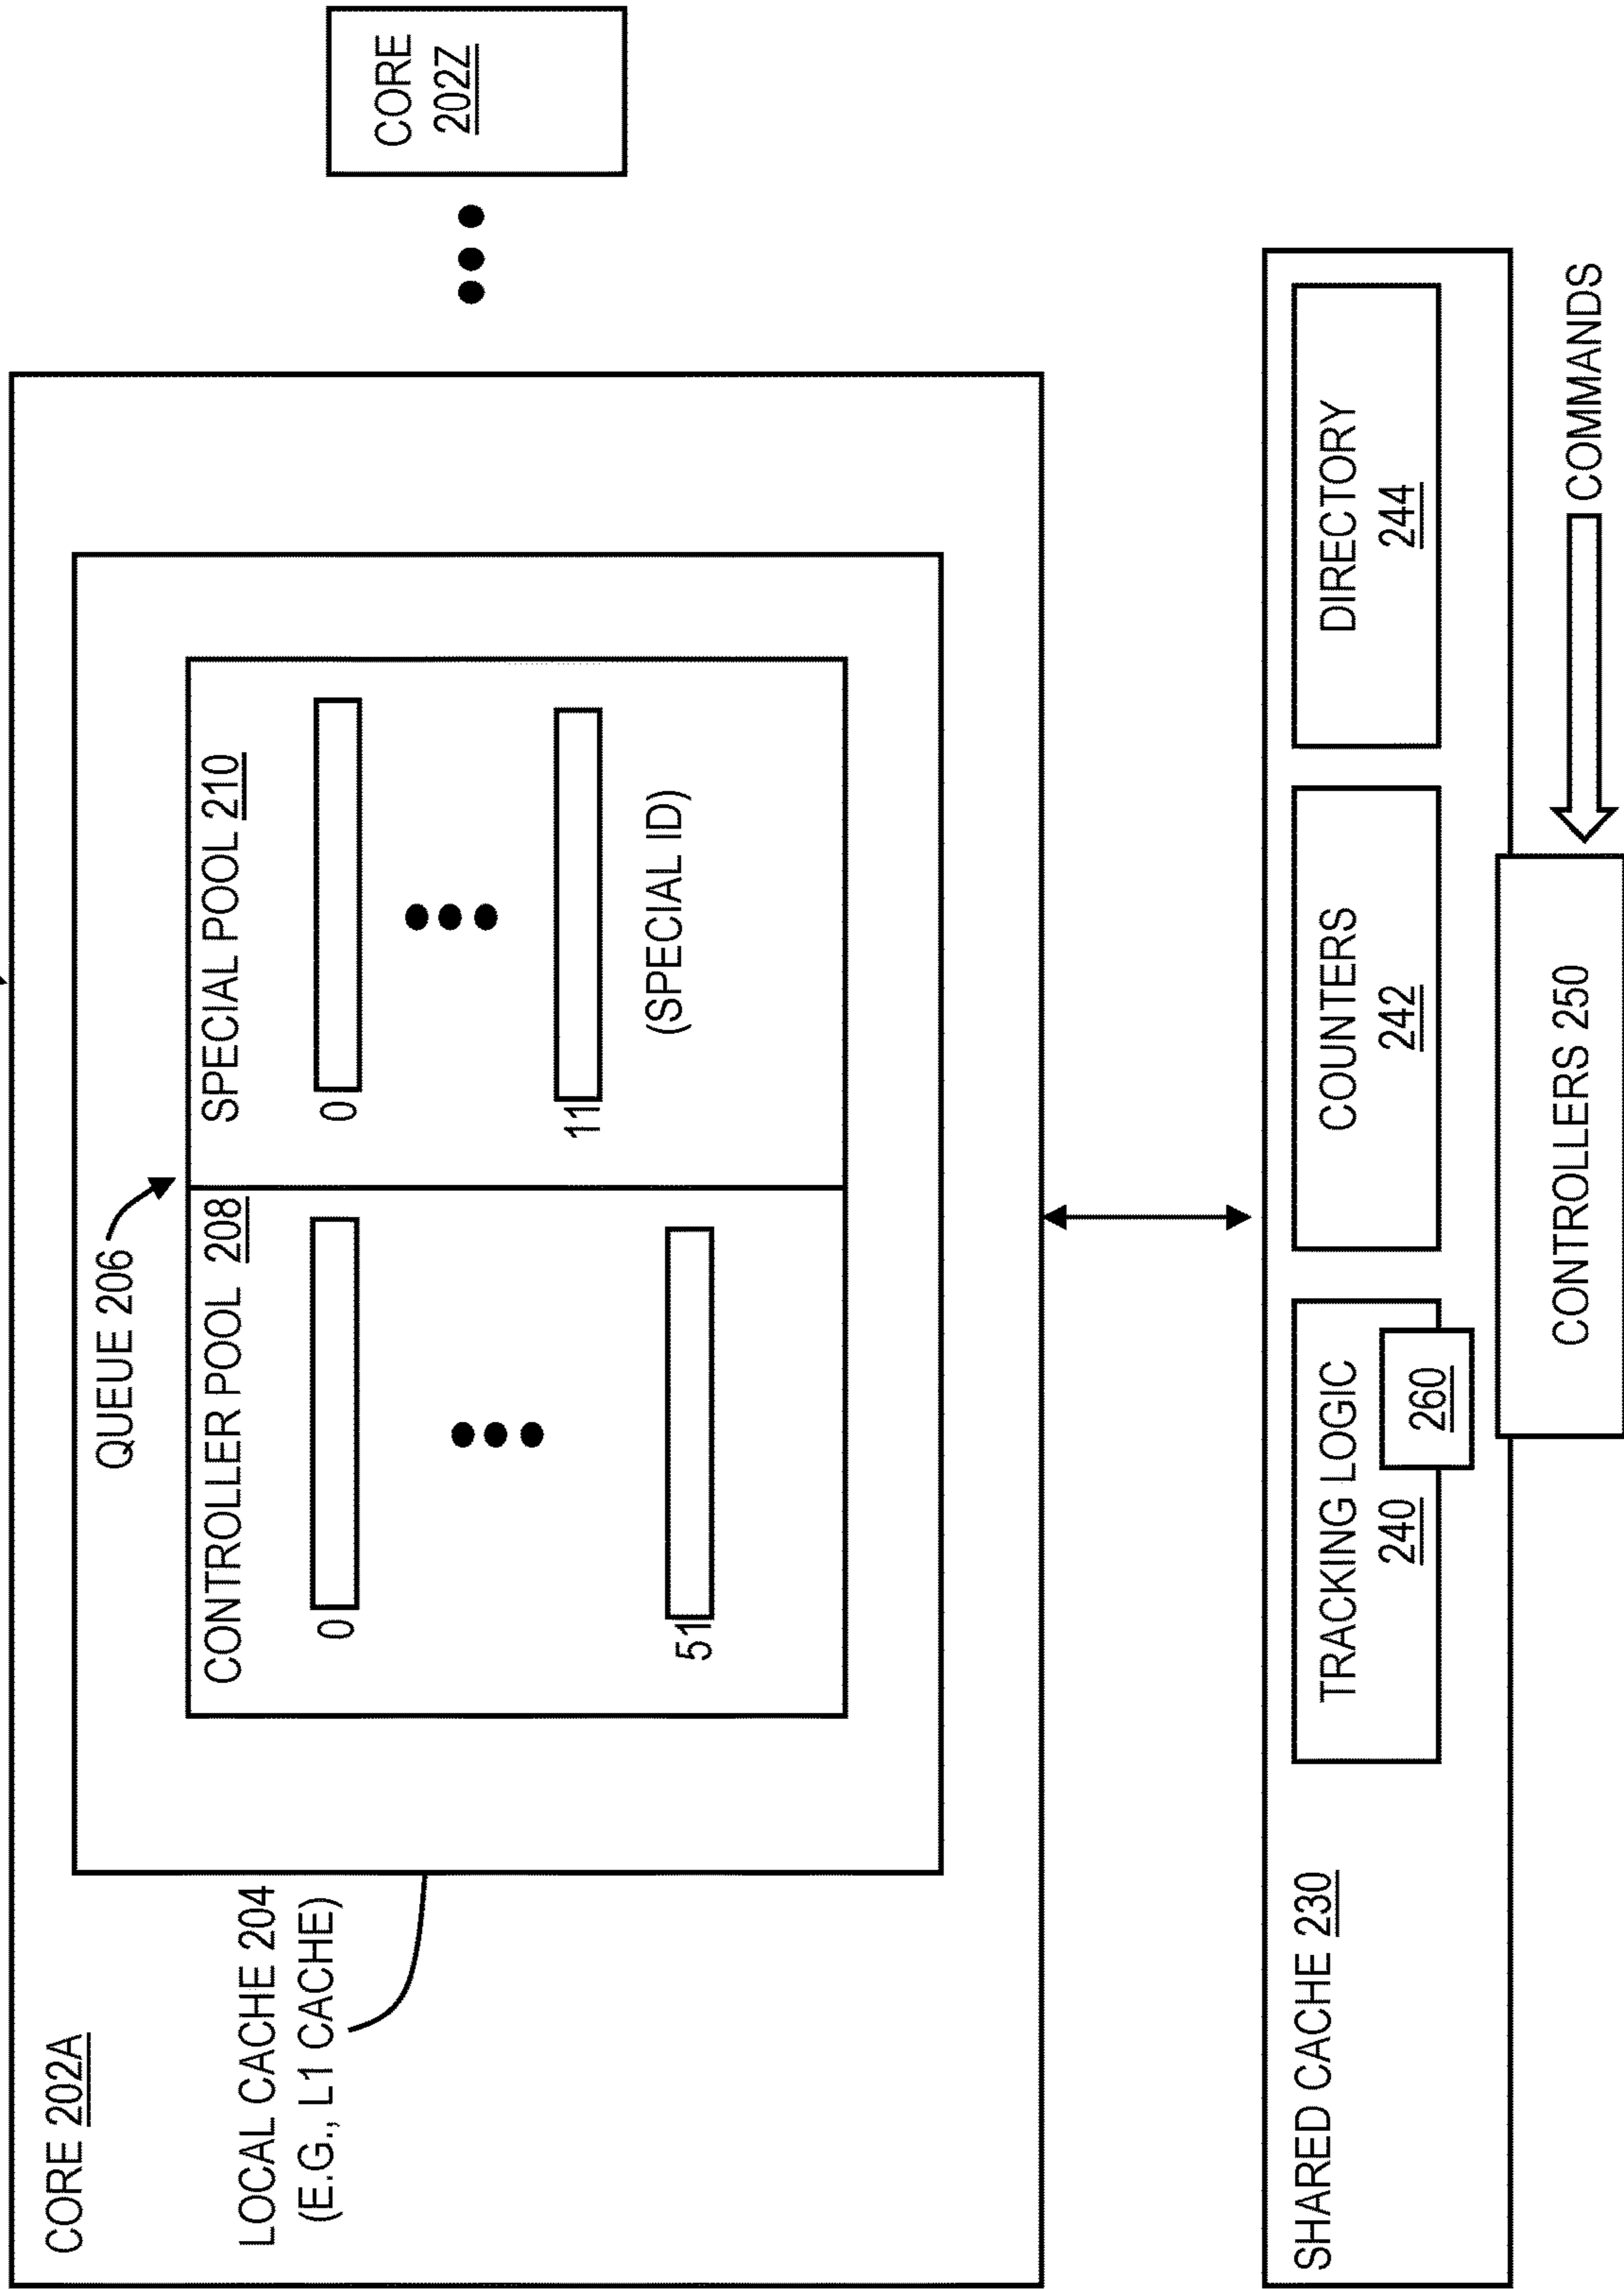 CORE 202A
CORE
202Z
QUEUE 206
LOCAL CACHE 204
(E.G., L1 CACHE)
CONTROLLER POOL 208
0
51
SPECIAL POOL 210
0
11
(SPECIAL ID)
SHARED CACHE 230
TRACKING LOGIC
240
260
COUNTERS
242
DIRECTORY
244
CONTROLLERS 250
COMMANDS